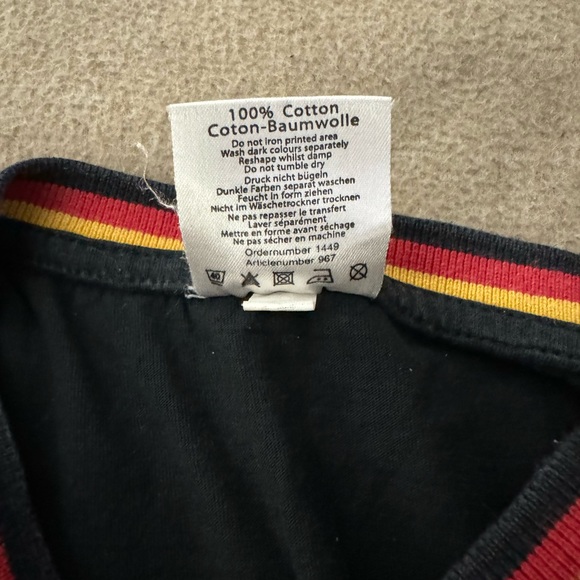 100% Cotton
Coton-Baumwolle
Do not iron printed area
Wash dark colours separately
Reshape whilst damp
Do not tumble dry
Druck nicht bügeln
Dunkle Farben separat waschen
Feucht in form ziehen
Nicht im Wäschetrockner trocknen
Ne pas repasser le transfert
Laver séparément
Mettre en forme avant séchage
Ne pas sécher en machine
Ordernumber 1449
Articlenumber 967
40